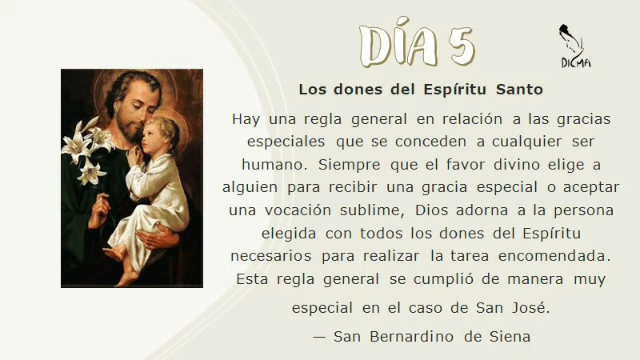 DÍA 5
DICMA
Los dones del Espíritu Santo
Hay una regla general en relación a las gracias
especiales que se conceden a cualquier ser
humano. Siempre que el favor divino elige a
alguien para recibir una gracia especial o aceptar
una vocación sublime, Dios adorna a la persona
elegida con todos los dones del Espíritu
necesarios para realizar la tarea encomendada.
Esta regla general se cumplió de manera muy
especial en el caso de San José.
— San Bernardino de Siena